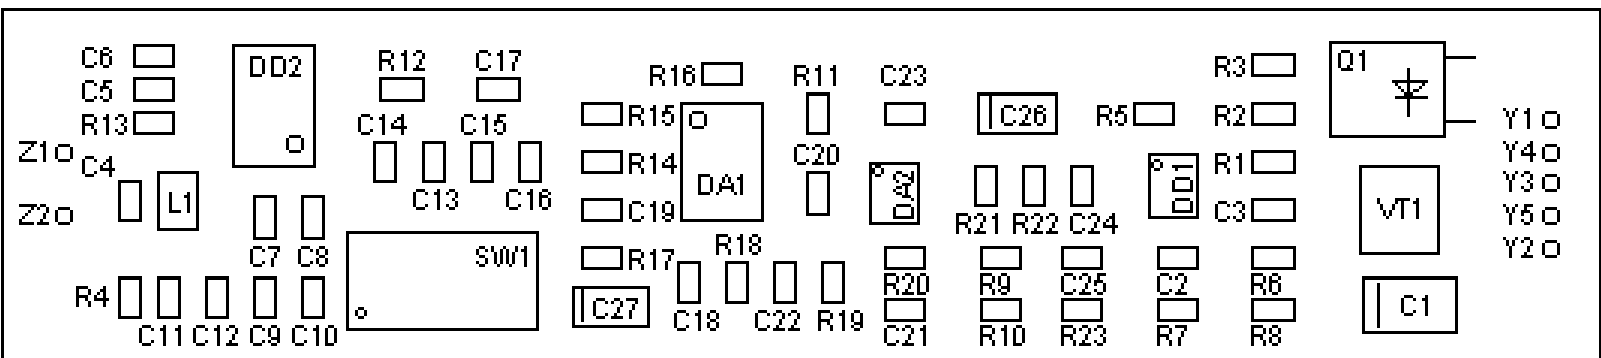 C6 DD2 R12 C17 R16 R11 C23 R3 Q1
C5 C26 R5 R2
R13 C14 C15 R15 Y1
Z1 C4 C20 R14 R1 Y4
DA1 DA2 DD1 Y3
Z2 L1 C13 C16 C19 R21 R22 C24 C3 VT1 Y5
C7 C8 SW1 R17 R18 Y2
R20 R9 C25 C2 R6
R4 C27 C1
C11 C12 C9 C10 C18 C22 R19 C21 R10 R23 R7 R8